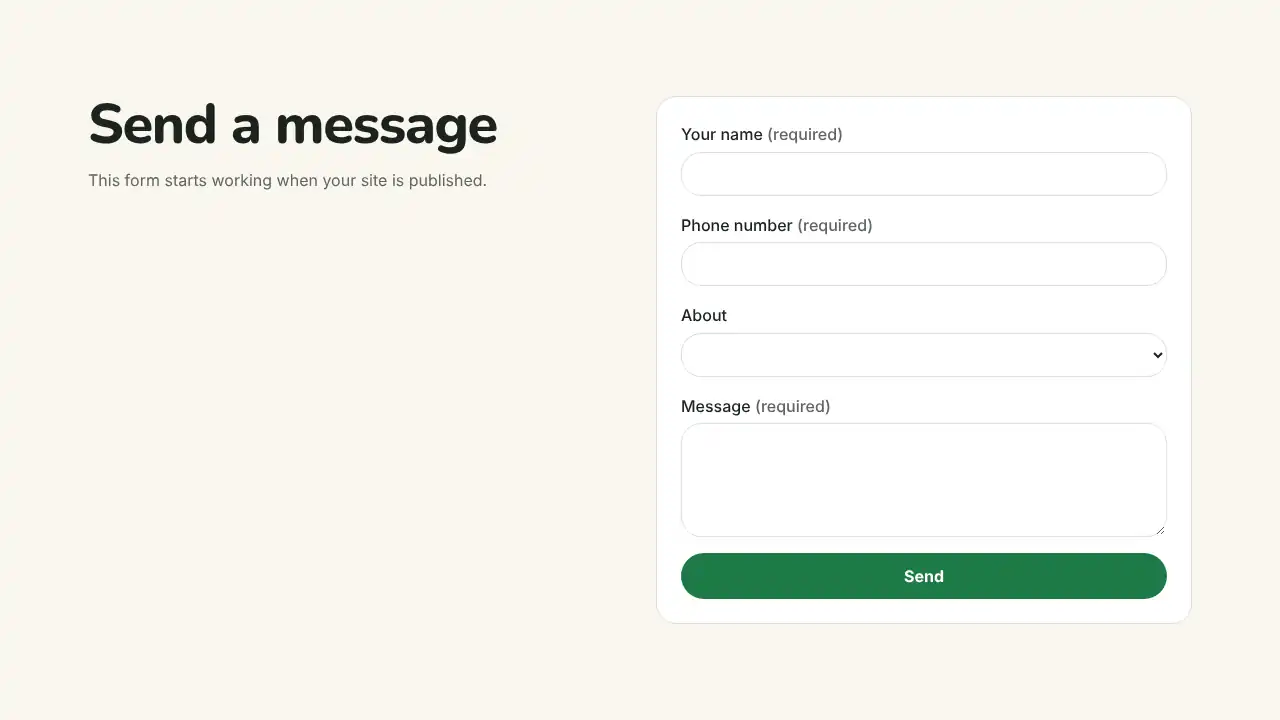 Send a message
This form starts working when your site is published.
Your name (required)
Phone number (required)
About
Message (required)
Send